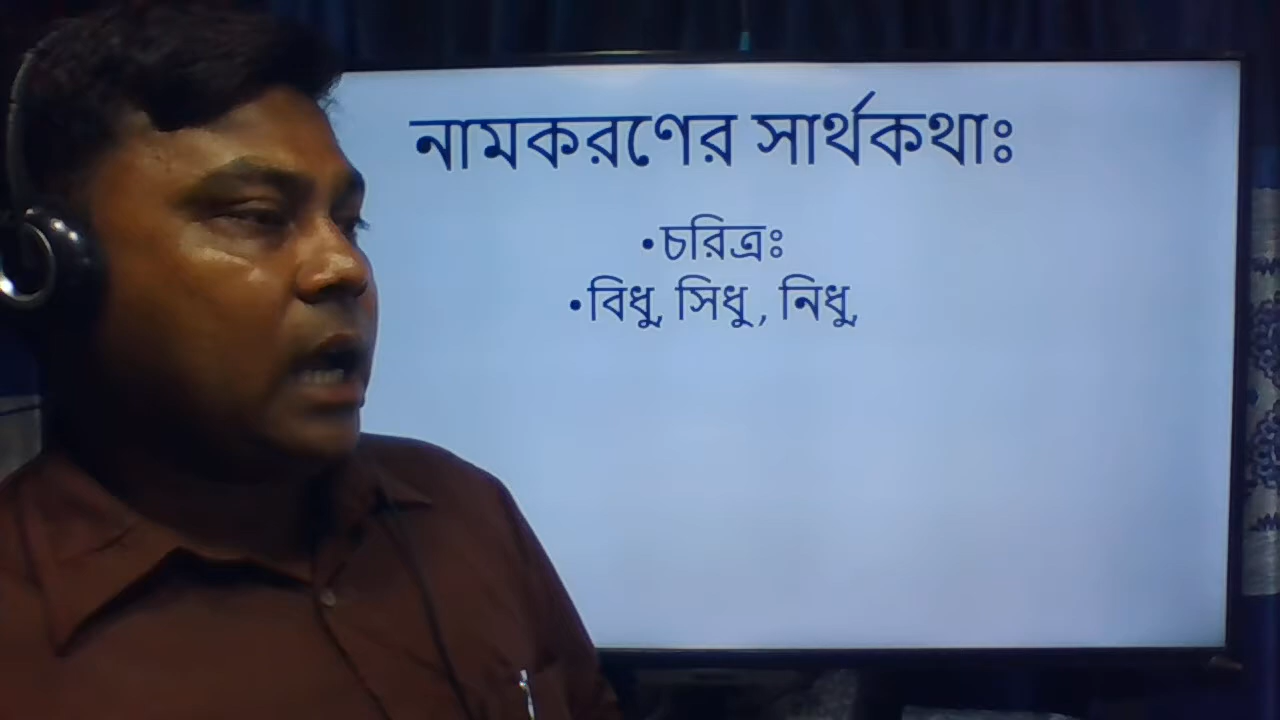 নামকরণের সার্থকথাঃ
•চরিত্রঃ
•বিধু, সিধু , নিধু,